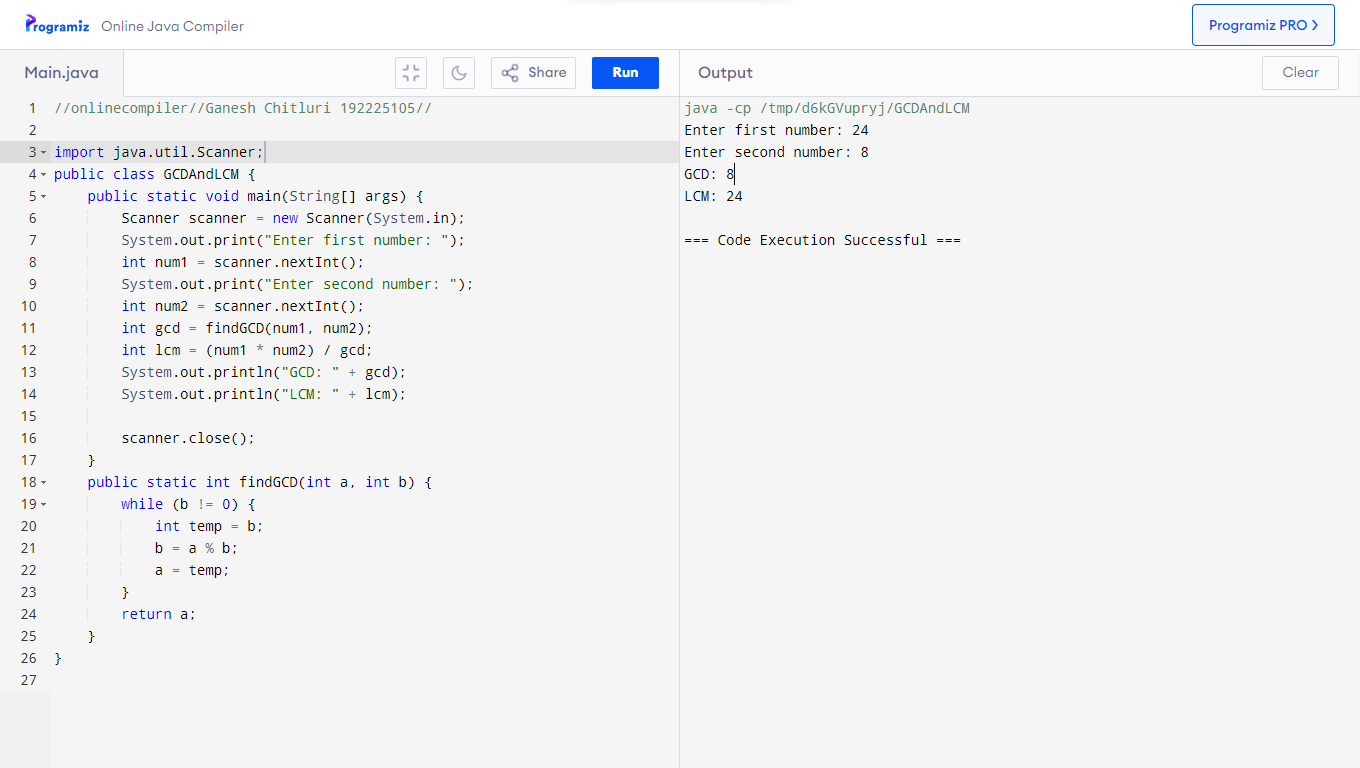 Programiz Online Java Compiler
Programiz PRO >
Main.java
Share
Run
Output
Clear
1 //onlinecompiler//Ganesh Chitluri 192225105//
2
3 import java.util.Scanner;
4 public class GCDAndLCM {
5     public static void main(String[] args) {
6         Scanner scanner = new Scanner(System.in);
7         System.out.print("Enter first number: ");
8         int num1 = scanner.nextInt();
9         System.out.print("Enter second number: ");
10         int num2 = scanner.nextInt();
11         int gcd = findGCD(num1, num2);
12         int lcm = (num1 * num2) / gcd;
13         System.out.println("GCD: " + gcd);
14         System.out.println("LCM: " + lcm);
15
16         scanner.close();
17     }
18     public static int findGCD(int a, int b) {
19         while (b != 0) {
20             int temp = b;
21             b = a % b;
22             a = temp;
23         }
24         return a;
25     }
26 }
27
java -cp /tmp/d6kGVupryj/GCDAndLCM
Enter first number: 24
Enter second number: 8
GCD: 8
LCM: 24
=== Code Execution Successful ===